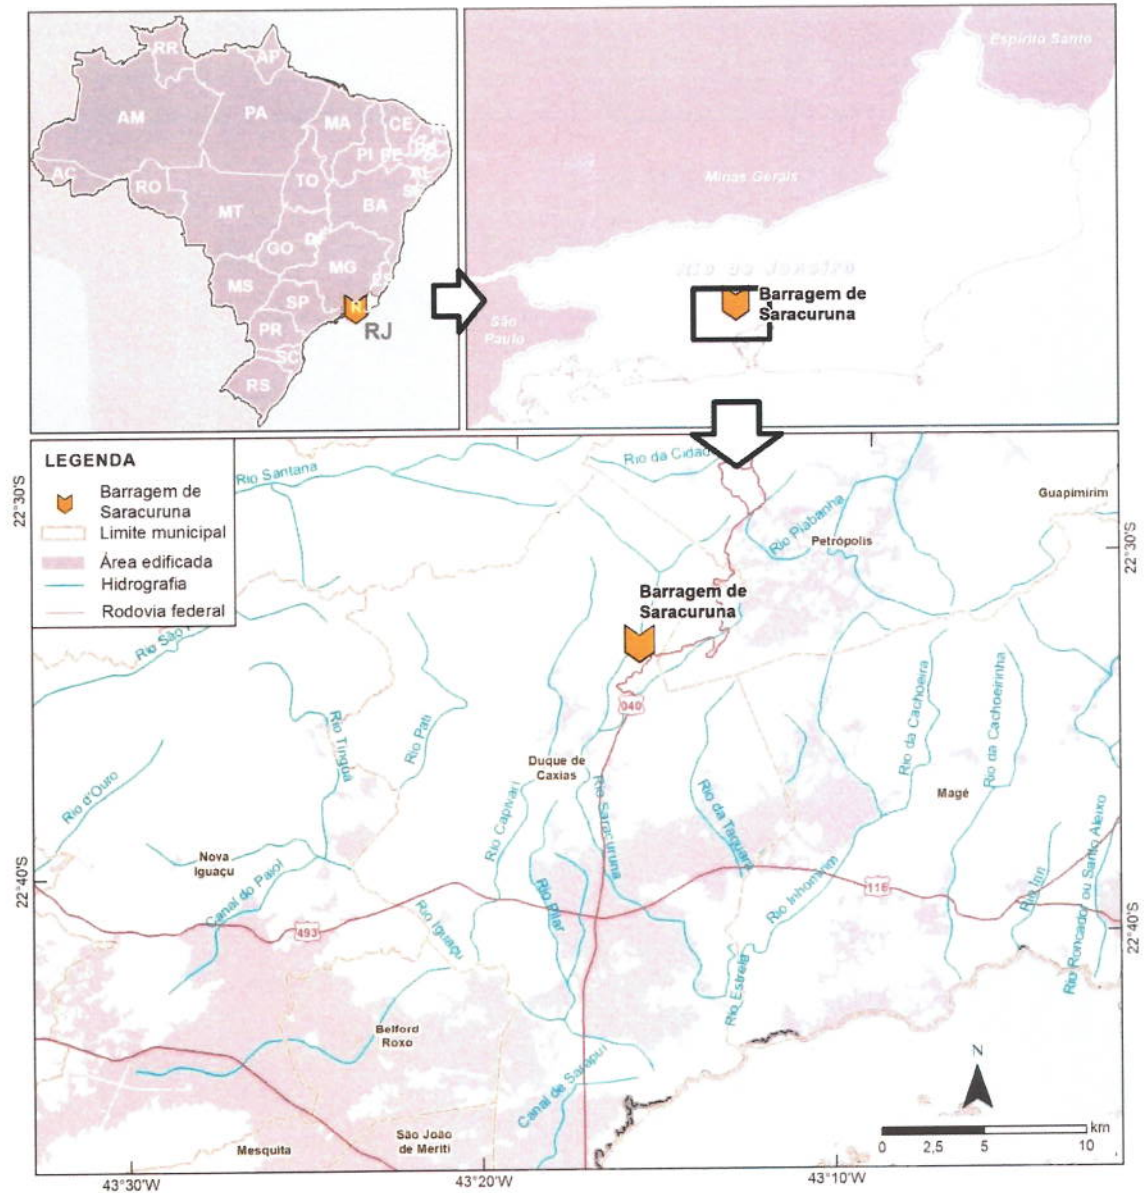 RR
AP
AM
PA
MA
CE
PI
PE
AC
RO
TO
MT
BA
GO
MG
MS
ES
SP
PR
SC
RS
RJ
Espírito Santo
Minas Gerais
Rio de Janeiro
São
Paulo
Barragem de
Saracuruna
LEGENDA
Barragem de
Saracuruna
Limite municipal
Área edificada
Hidrografia
Rodovia federal
22°30'S
22°40'S
22°30'S
22°40'S
Rio Santana
Rio da Cidad
Guapimirim
Rio Piabanha
Petrópolis
Barragem de
Saracuruna
Rio São
040
Rio Tinguá
Rio Pati
Rio d'Ouro
Duque de
Caxias
Rio Capivari
Rio Saracuruna
Rio da Taquara
Rio da Cachoeira
Rio da Cachoeirinha
Magé
Nova
Iguaçu
Canal do Paiol
Rio Pilar
Rio Inhomirim
116
Rio Iriri
Rio Roncador ou Santo Aleixo
493
Rio Iguaçu
Rio Estrela
Belford
Roxo
Canal de Sarapuí
São João
de Meriti
Mesquita
N
km
0
2,5
5
10
43°30'W
43°20'W
43°10'W